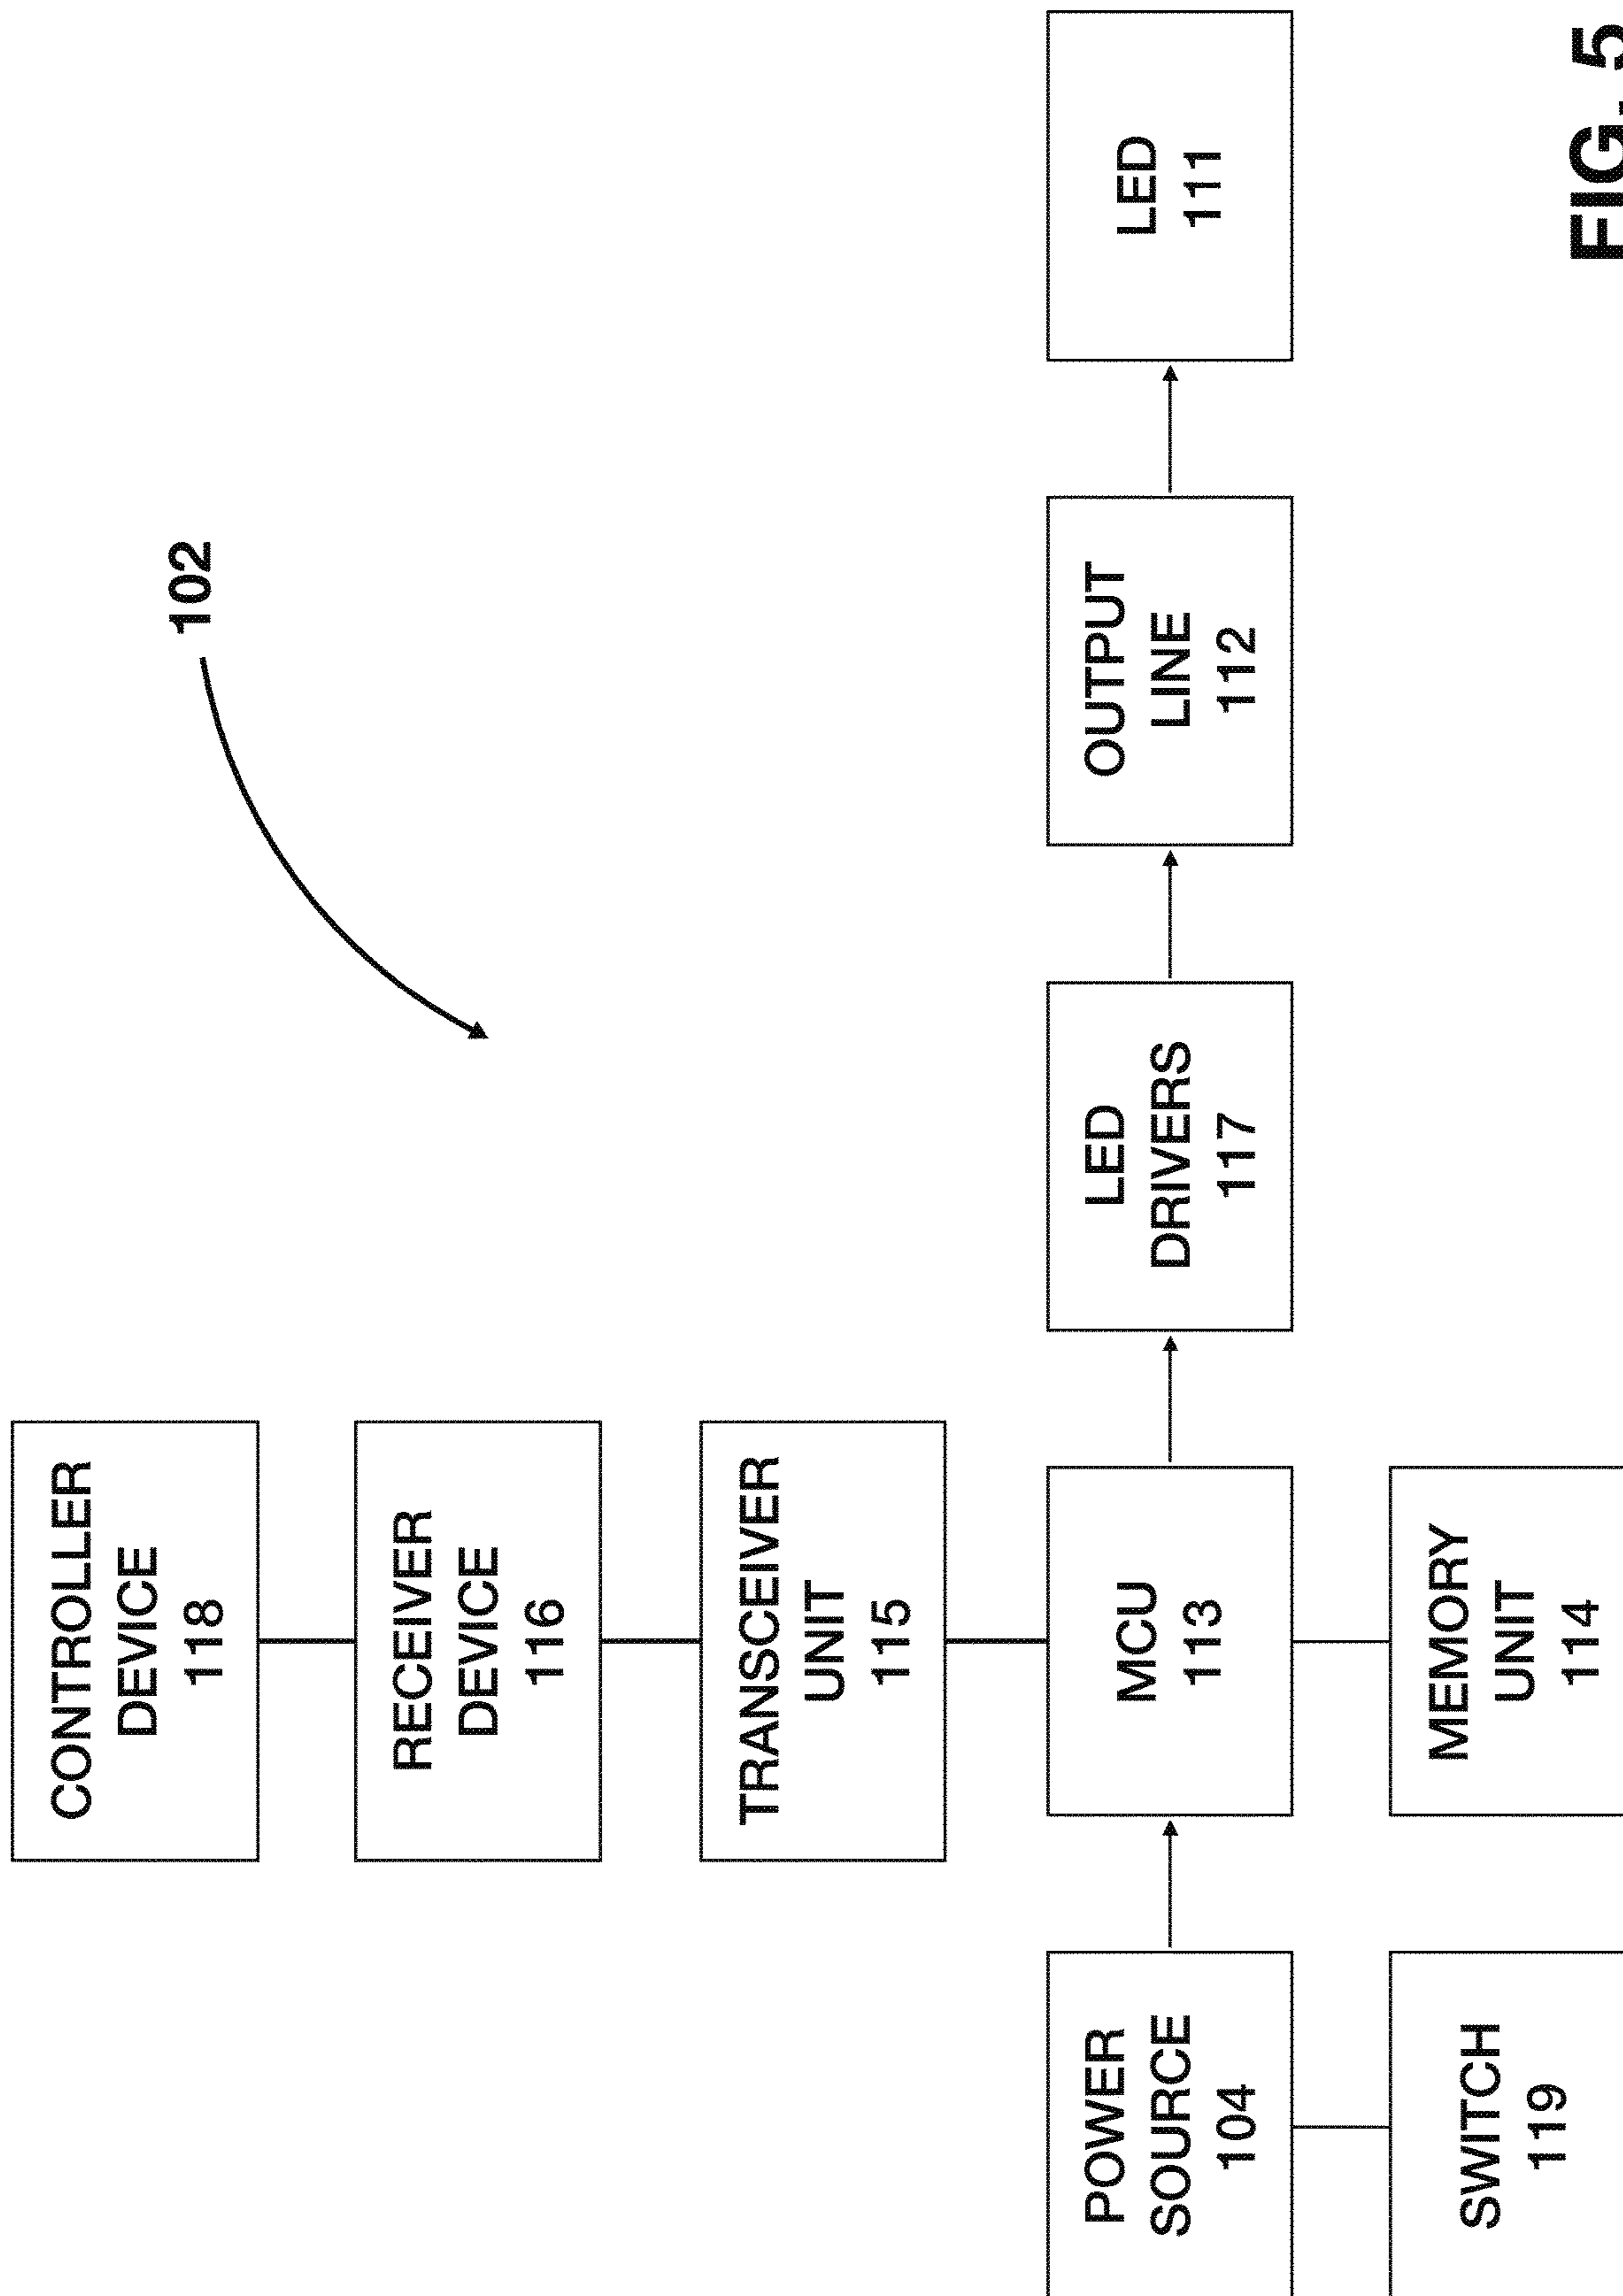 102
CONTROLLER
DEVICE
118
RECEIVER
DEVICE
116
TRANSCEIVER
UNIT
115
POWER
SOURCE
104
MCU
113
LED
DRIVERS
117
OUTPUT
LINE
112
LED
111
SWITCH
119
MEMORY
UNIT
114
FIG. 5